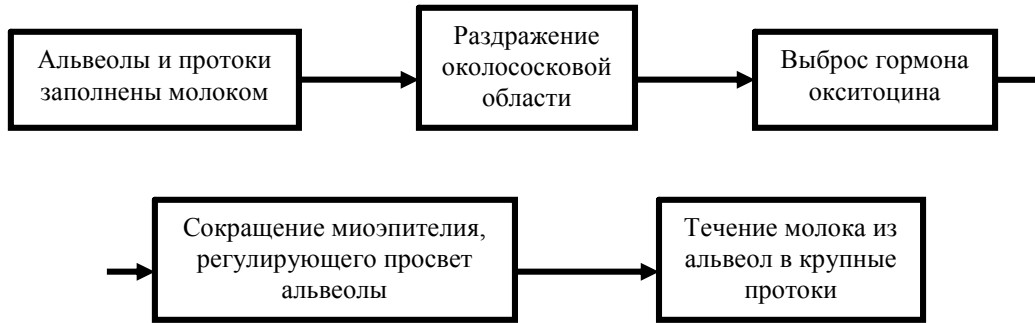 Альвеолы и протоки
заполнены молоком
Раздражение
околососковой
области
Выброс гормона
окситоцина
Сокращение миоэпителия,
регулирующего просвет
альвеолы
Течение молока из
альвеол в крупные
протоки